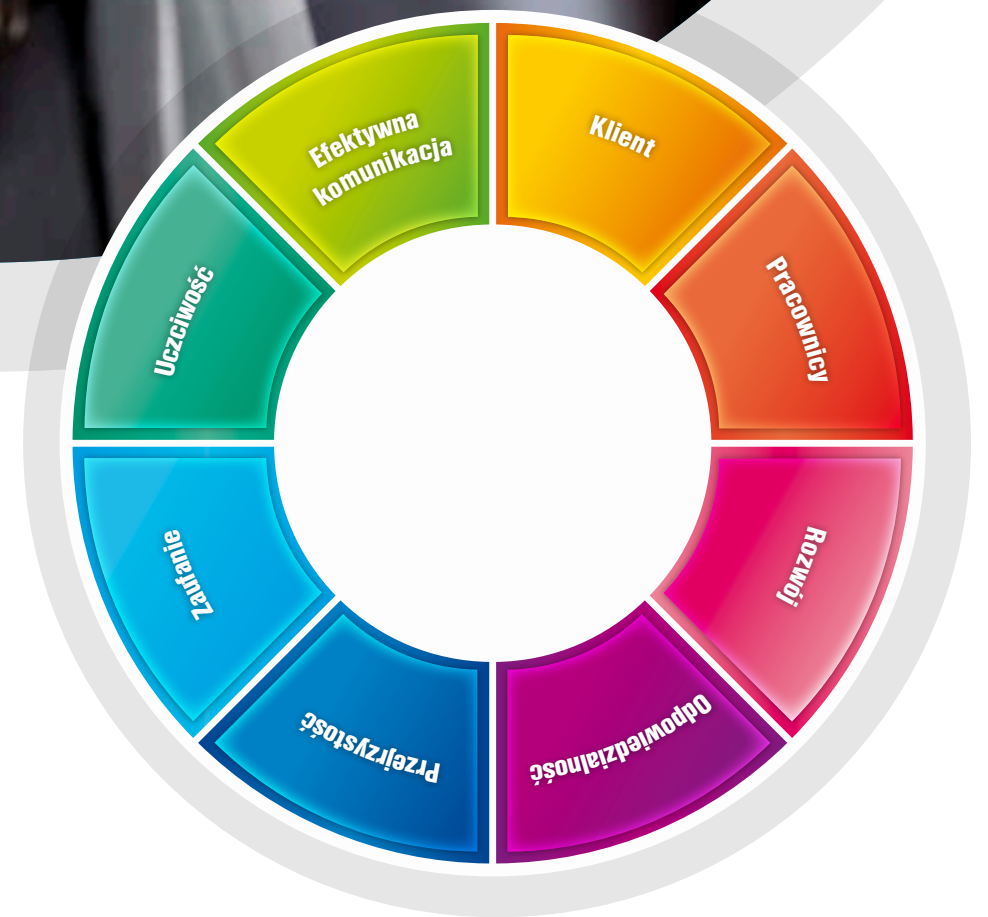 Klient
Pracownicy
Rozwój
Odpowiedzialność
Przejrzystość
Zaufanie
Uczciwość
Efektywna
komunikacja